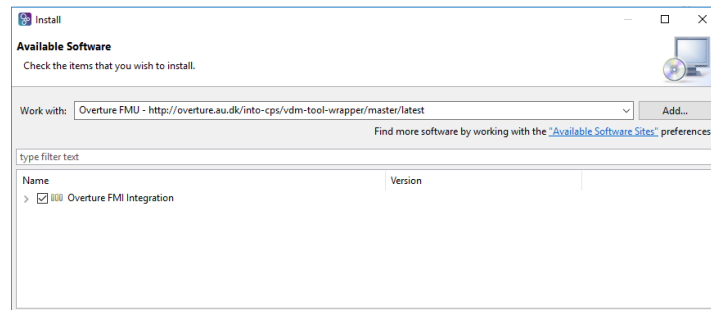 Install
Available Software
Check the items that you wish to install.
Work with: Overture FMU - http://overture.au.dk/into-cps/vdm-tool-wrapper/master/latest Add...
Find more software by working with the "Available Software Sites" preferences
type filter text
Name Version
Overture FMI Integration